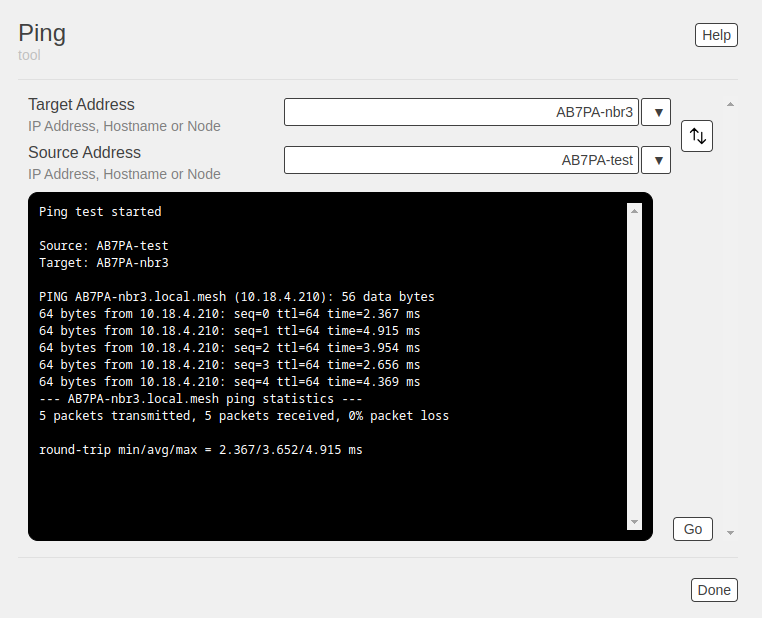 Ping
tool
Help
Target Address
IP Address, Hostname or Node
AB7PA-nbr3
Source Address
IP Address, Hostname or Node
AB7PA-test
Ping test started
Source: AB7PA-test
Target: AB7PA-nbr3
PING AB7PA-nbr3.local.mesh (10.18.4.210): 56 data bytes
64 bytes from 10.18.4.210: seq=0 ttl=64 time=2.367 ms
64 bytes from 10.18.4.210: seq=1 ttl=64 time=4.915 ms
64 bytes from 10.18.4.210: seq=2 ttl=64 time=3.954 ms
64 bytes from 10.18.4.210: seq=3 ttl=64 time=2.656 ms
64 bytes from 10.18.4.210: seq=4 ttl=64 time=4.369 ms
--- AB7PA-nbr3.local.mesh ping statistics ---
5 packets transmitted, 5 packets received, 0% packet loss
round-trip min/avg/max = 2.367/3.652/4.915 ms
Go
Done